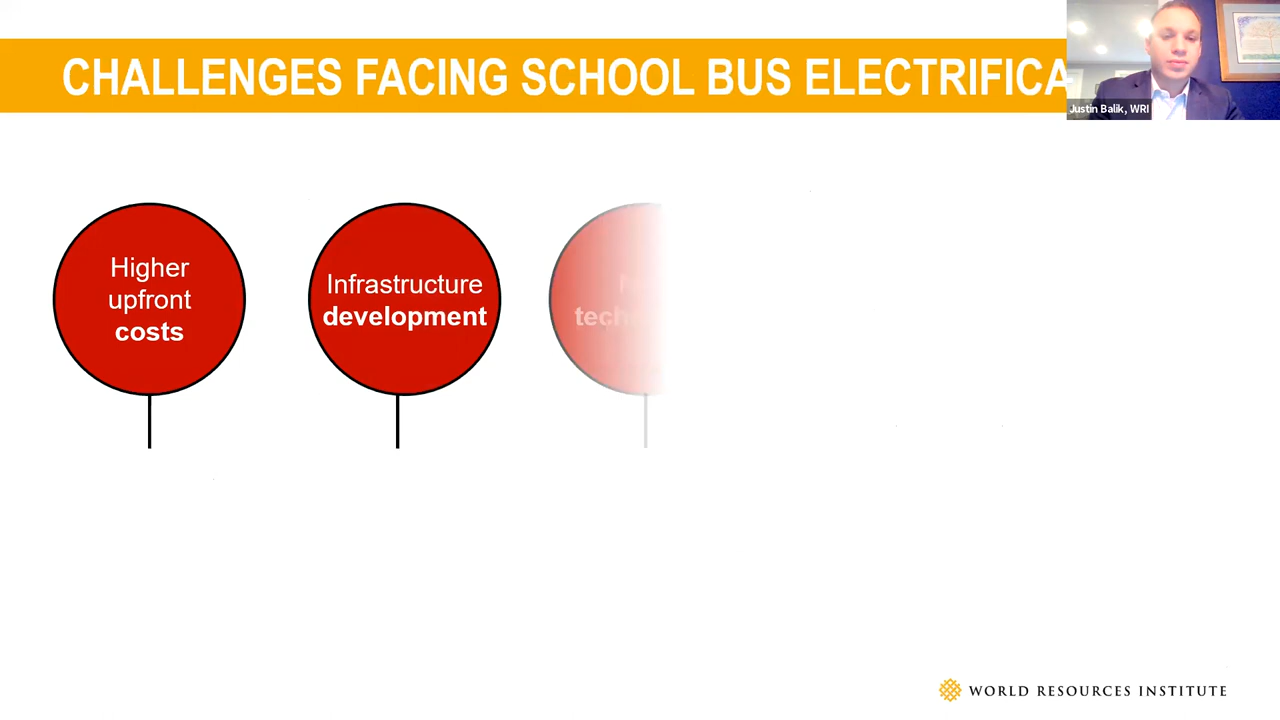 CHALLENGES FACING SCHOOL BUS ELECTRIFICA
Justin Balik, WRI
Higher
upfront
costs
Infrastructure
development
WORLD RESOURCES INSTITUTE